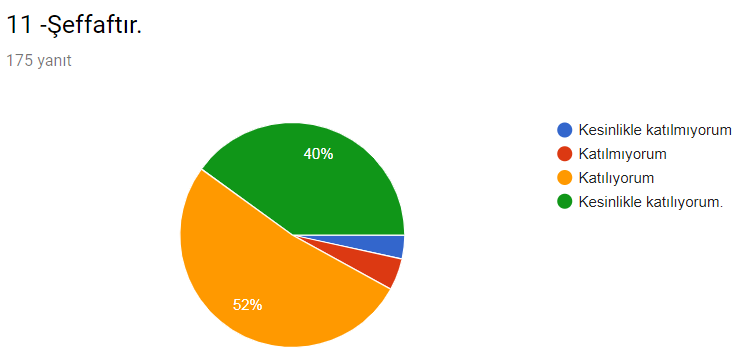 11 -Şeffaftır.
175 yanıt
40%
52%
Kesinlikle katılmıyorum
Katılmıyorum
Katılıyorum
Kesinlikle katılıyorum.